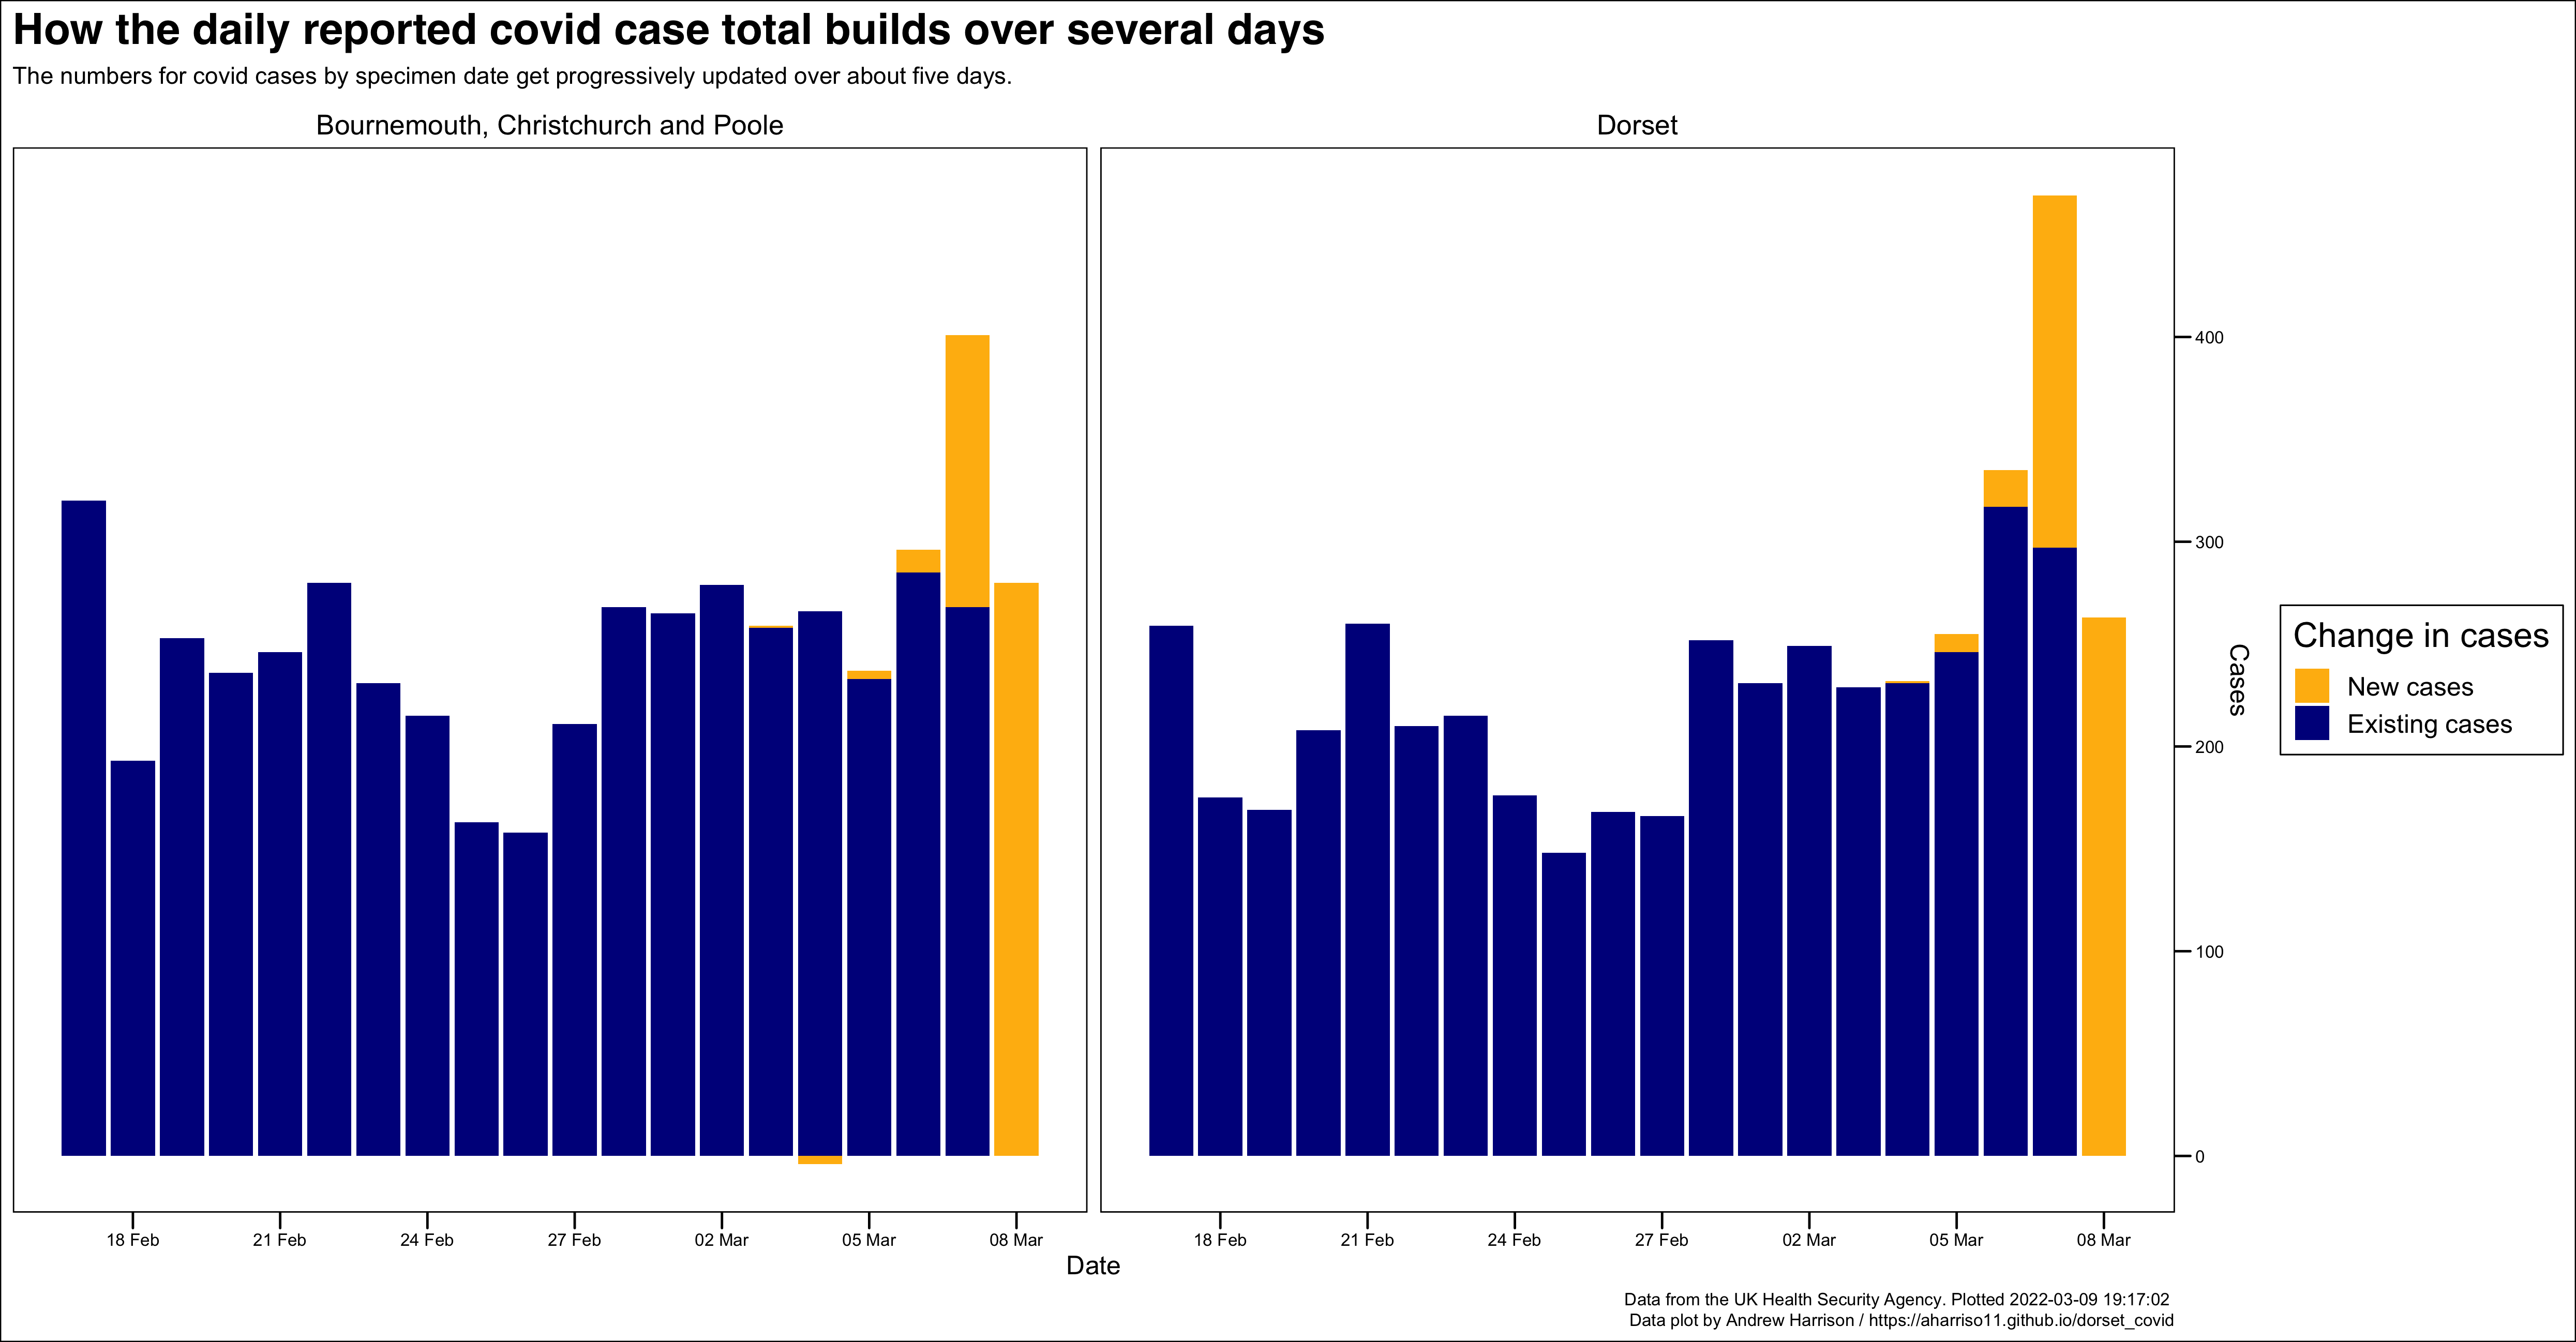 How the daily reported covid case total builds over several days
The numbers for covid cases by specimen date get progressively updated over about five days.
Bournemouth, Christchurch and Poole
Dorset
400
300
200
100
0
Cases
Change in cases
New cases
Existing cases
18 Feb 21 Feb 24 Feb 27 Feb 02 Mar 05 Mar 08 Mar
18 Feb 21 Feb 24 Feb 27 Feb 02 Mar 05 Mar 08 Mar
Date
Data from the UK Health Security Agency. Plotted 2022-03-09 19:17:02
Data plot by Andrew Harrison / https://aharriso11.github.io/dorset_covid